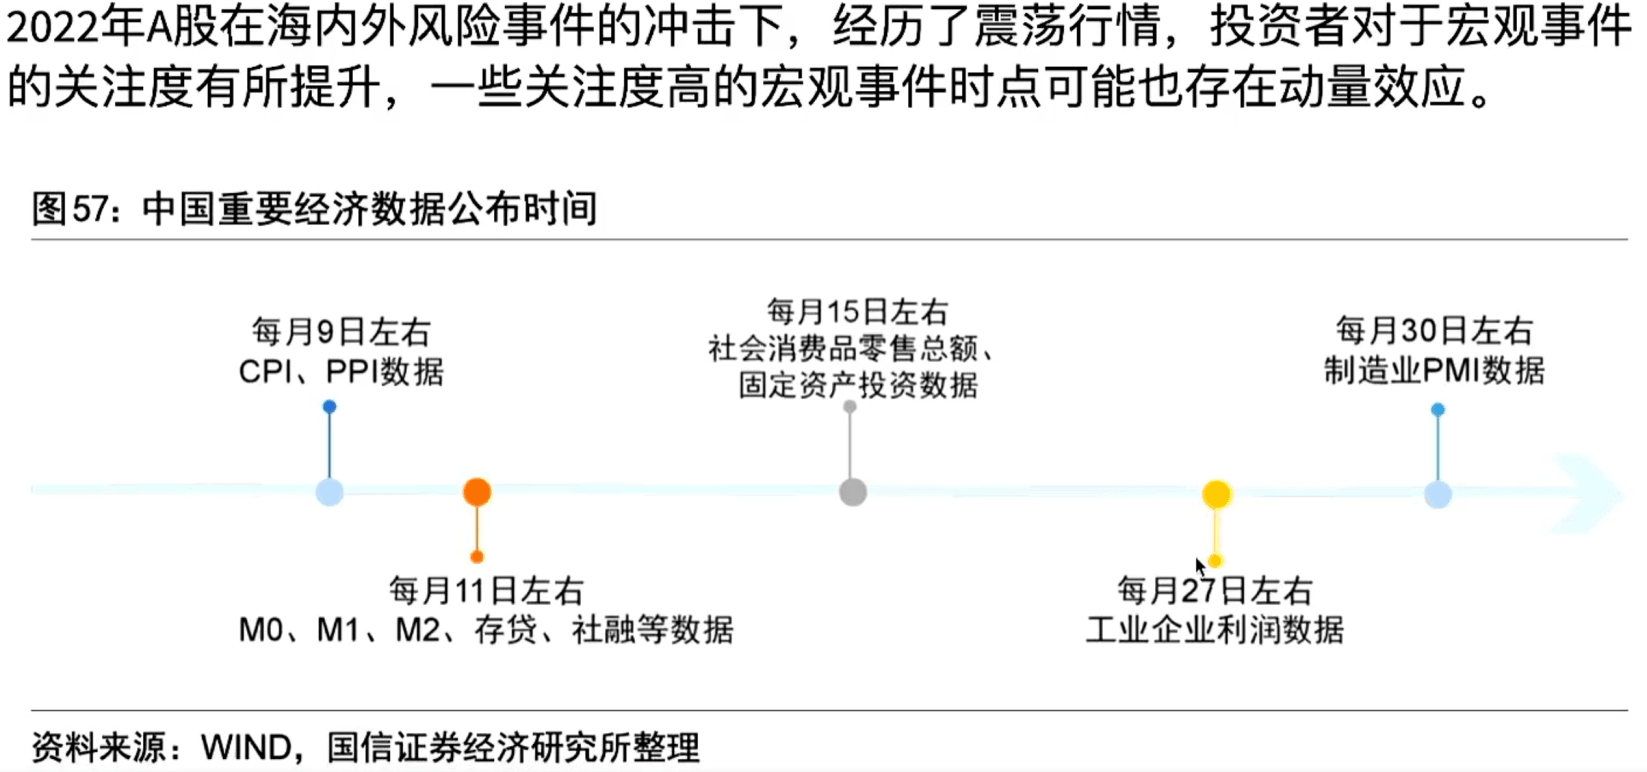 2022年A股在海内外风险事件的冲击下，经历了震荡行情，投资者对于宏观事件
的关注度有所提升，一些关注度高的宏观事件时点可能也存在动量效应。
图57：中国重要经济数据公布时间
每月9日左右
CPI、PPI数据
每月15日左右
社会消费品零售总额、
固定资产投资数据
每月30日左右
制造业PMI数据
每月11日左右
M0、M1、M2、存贷、社融等数据
每月27日左右
工业企业利润数据
资料来源：WIND，国信证券经济研究所整理